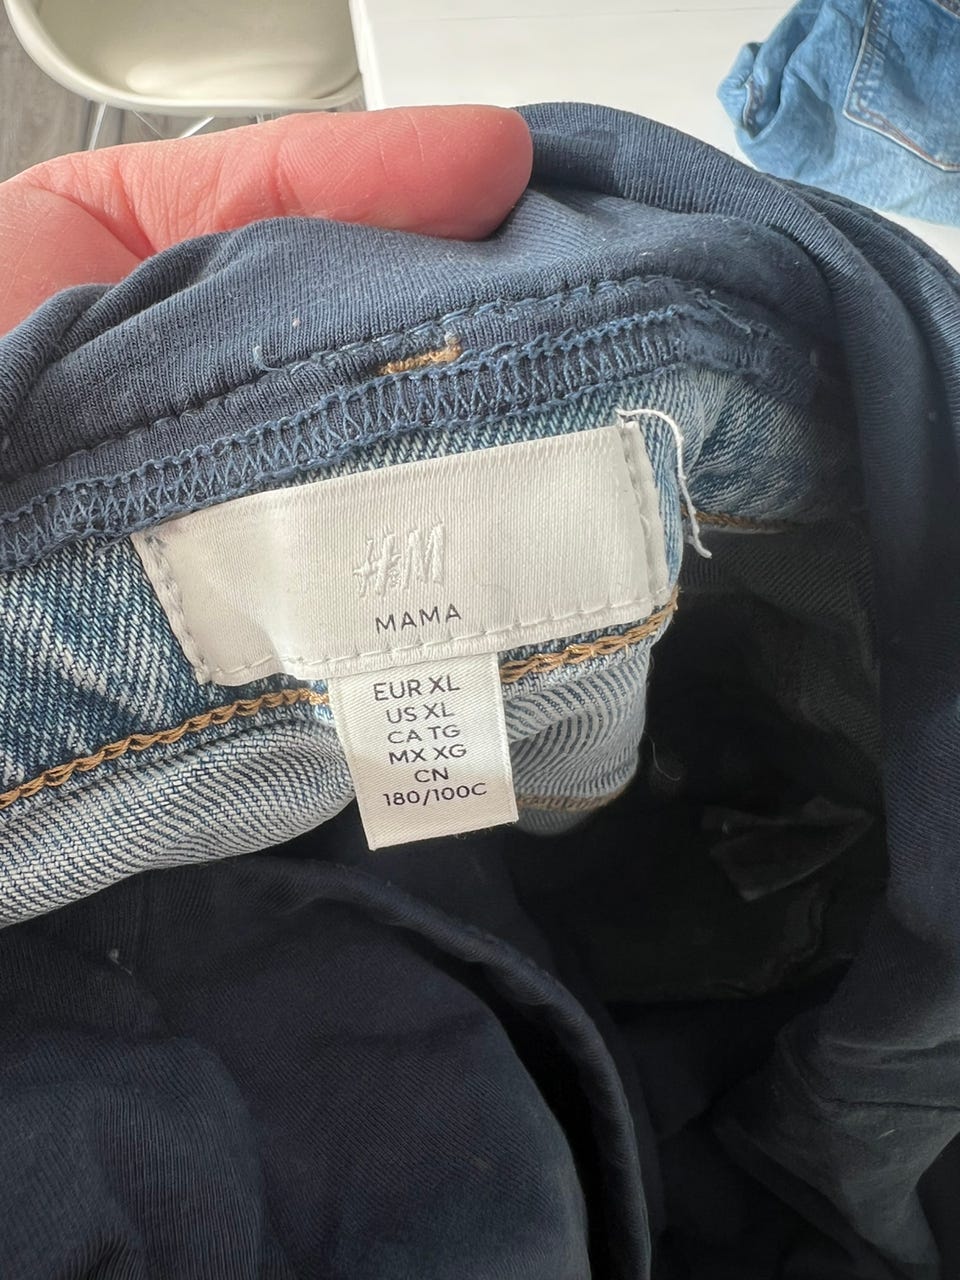 H&M
MAMA
EUR XL
US XL
CA TG
MX XG
CN
180/100C